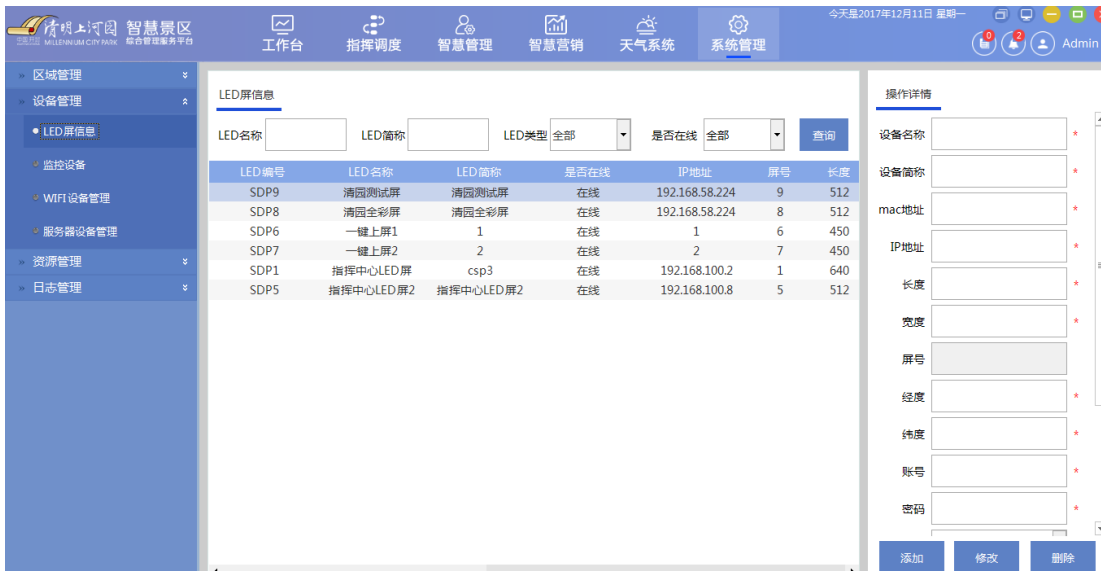 今天是2017年12月11日 星期一
清明上河园 智慧景区
MILLENNIUM CITY PARK 综合管理服务平台
工作台 指挥调度 智慧管理 智慧营销 天气系统 系统管理
0 2 Admin
区域管理
设备管理
LED屏信息
监控设备
WIFI设备管理
服务器设备管理
资源管理
日志管理
LED屏信息
LED名称 LED简称 LED类型 全部 是否在线 全部 查询
LED编号 LED名称 LED简称 是否在线 IP地址 屏号 长度
SDP9 清园测试屏 清园测试屏 在线 192.168.58.224 9 512
SDP8 清园全彩屏 清园全彩屏 在线 192.168.58.224 8 512
SDP6 一键上屏1 1 在线 1 6 450
SDP7 一键上屏2 2 在线 2 7 450
SDP1 指挥中心LED屏 csp3 在线 192.168.100.2 1 640
SDP5 指挥中心LED屏2 指挥中心LED屏2 在线 192.168.100.8 5 512
操作详情
设备名称 *
设备简称 *
mac地址 *
IP地址 *
长度 *
宽度 *
屏号
经度 *
纬度 *
账号 *
密码 *
添加 修改 删除